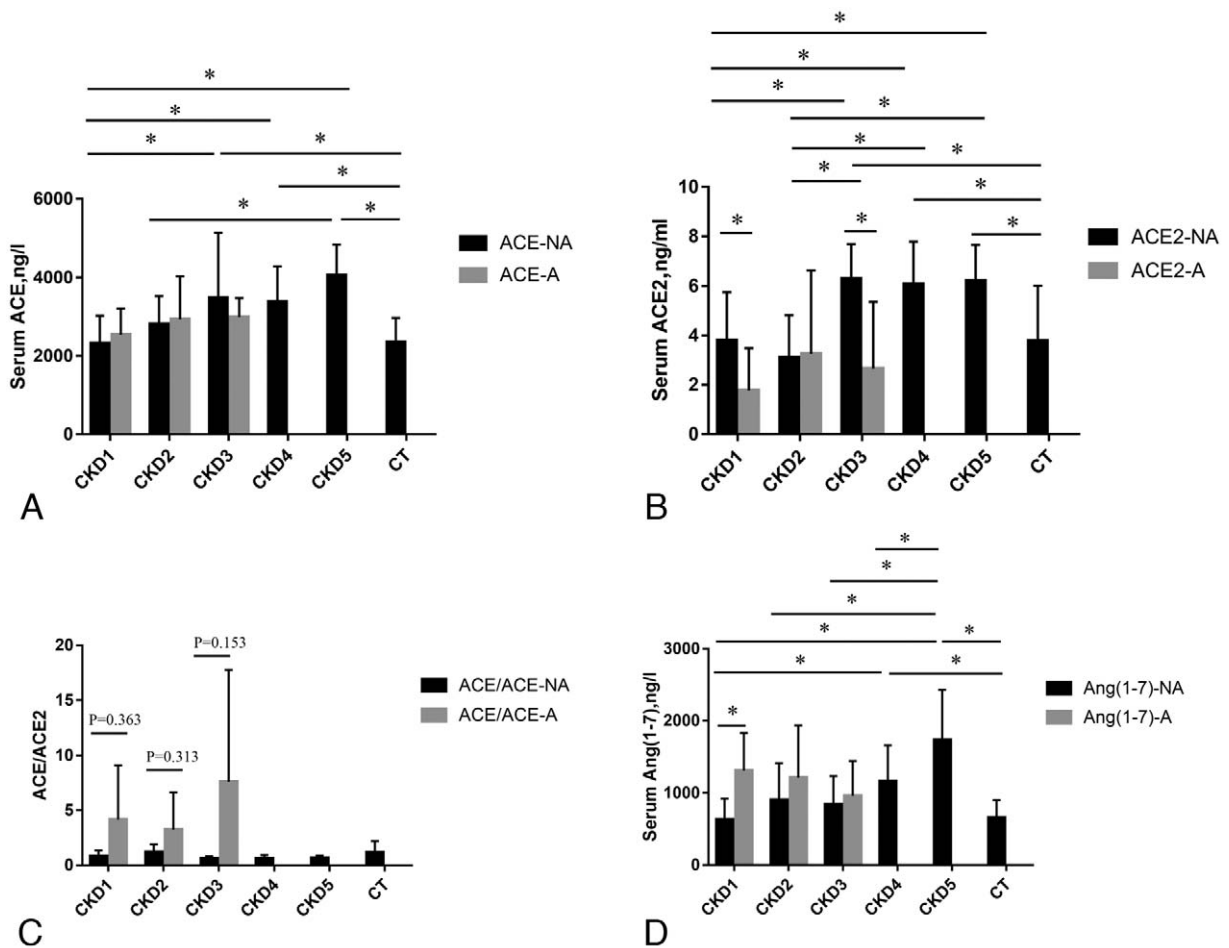 *
*
*
*
*
*
*
*
6000
4000
2000
0
Serum ACE,ng/l
ACE-NA
ACE-A
CKD1
CKD2
CKD3
CKD4
CKD5
CT
A
*
*
*
*
*
*
*
*
*
*
*
10
8
6
4
2
0
Serum ACE2,ng/ml
ACE2-NA
ACE2-A
CKD1
CKD2
CKD3
CKD4
CKD5
CT
B
20
15
10
5
0
ACE/ACE2
P=0.363
P=0.313
P=0.153
ACE/ACE-NA
ACE/ACE-A
CKD1
CKD2
CKD3
CKD4
CKD5
CT
C
*
*
*
*
*
*
*
*
3000
2000
1000
0
Serum Ang(1-7),ng/l
Ang(1-7)-NA
Ang(1-7)-A
CKD1
CKD2
CKD3
CKD4
CKD5
CT
D